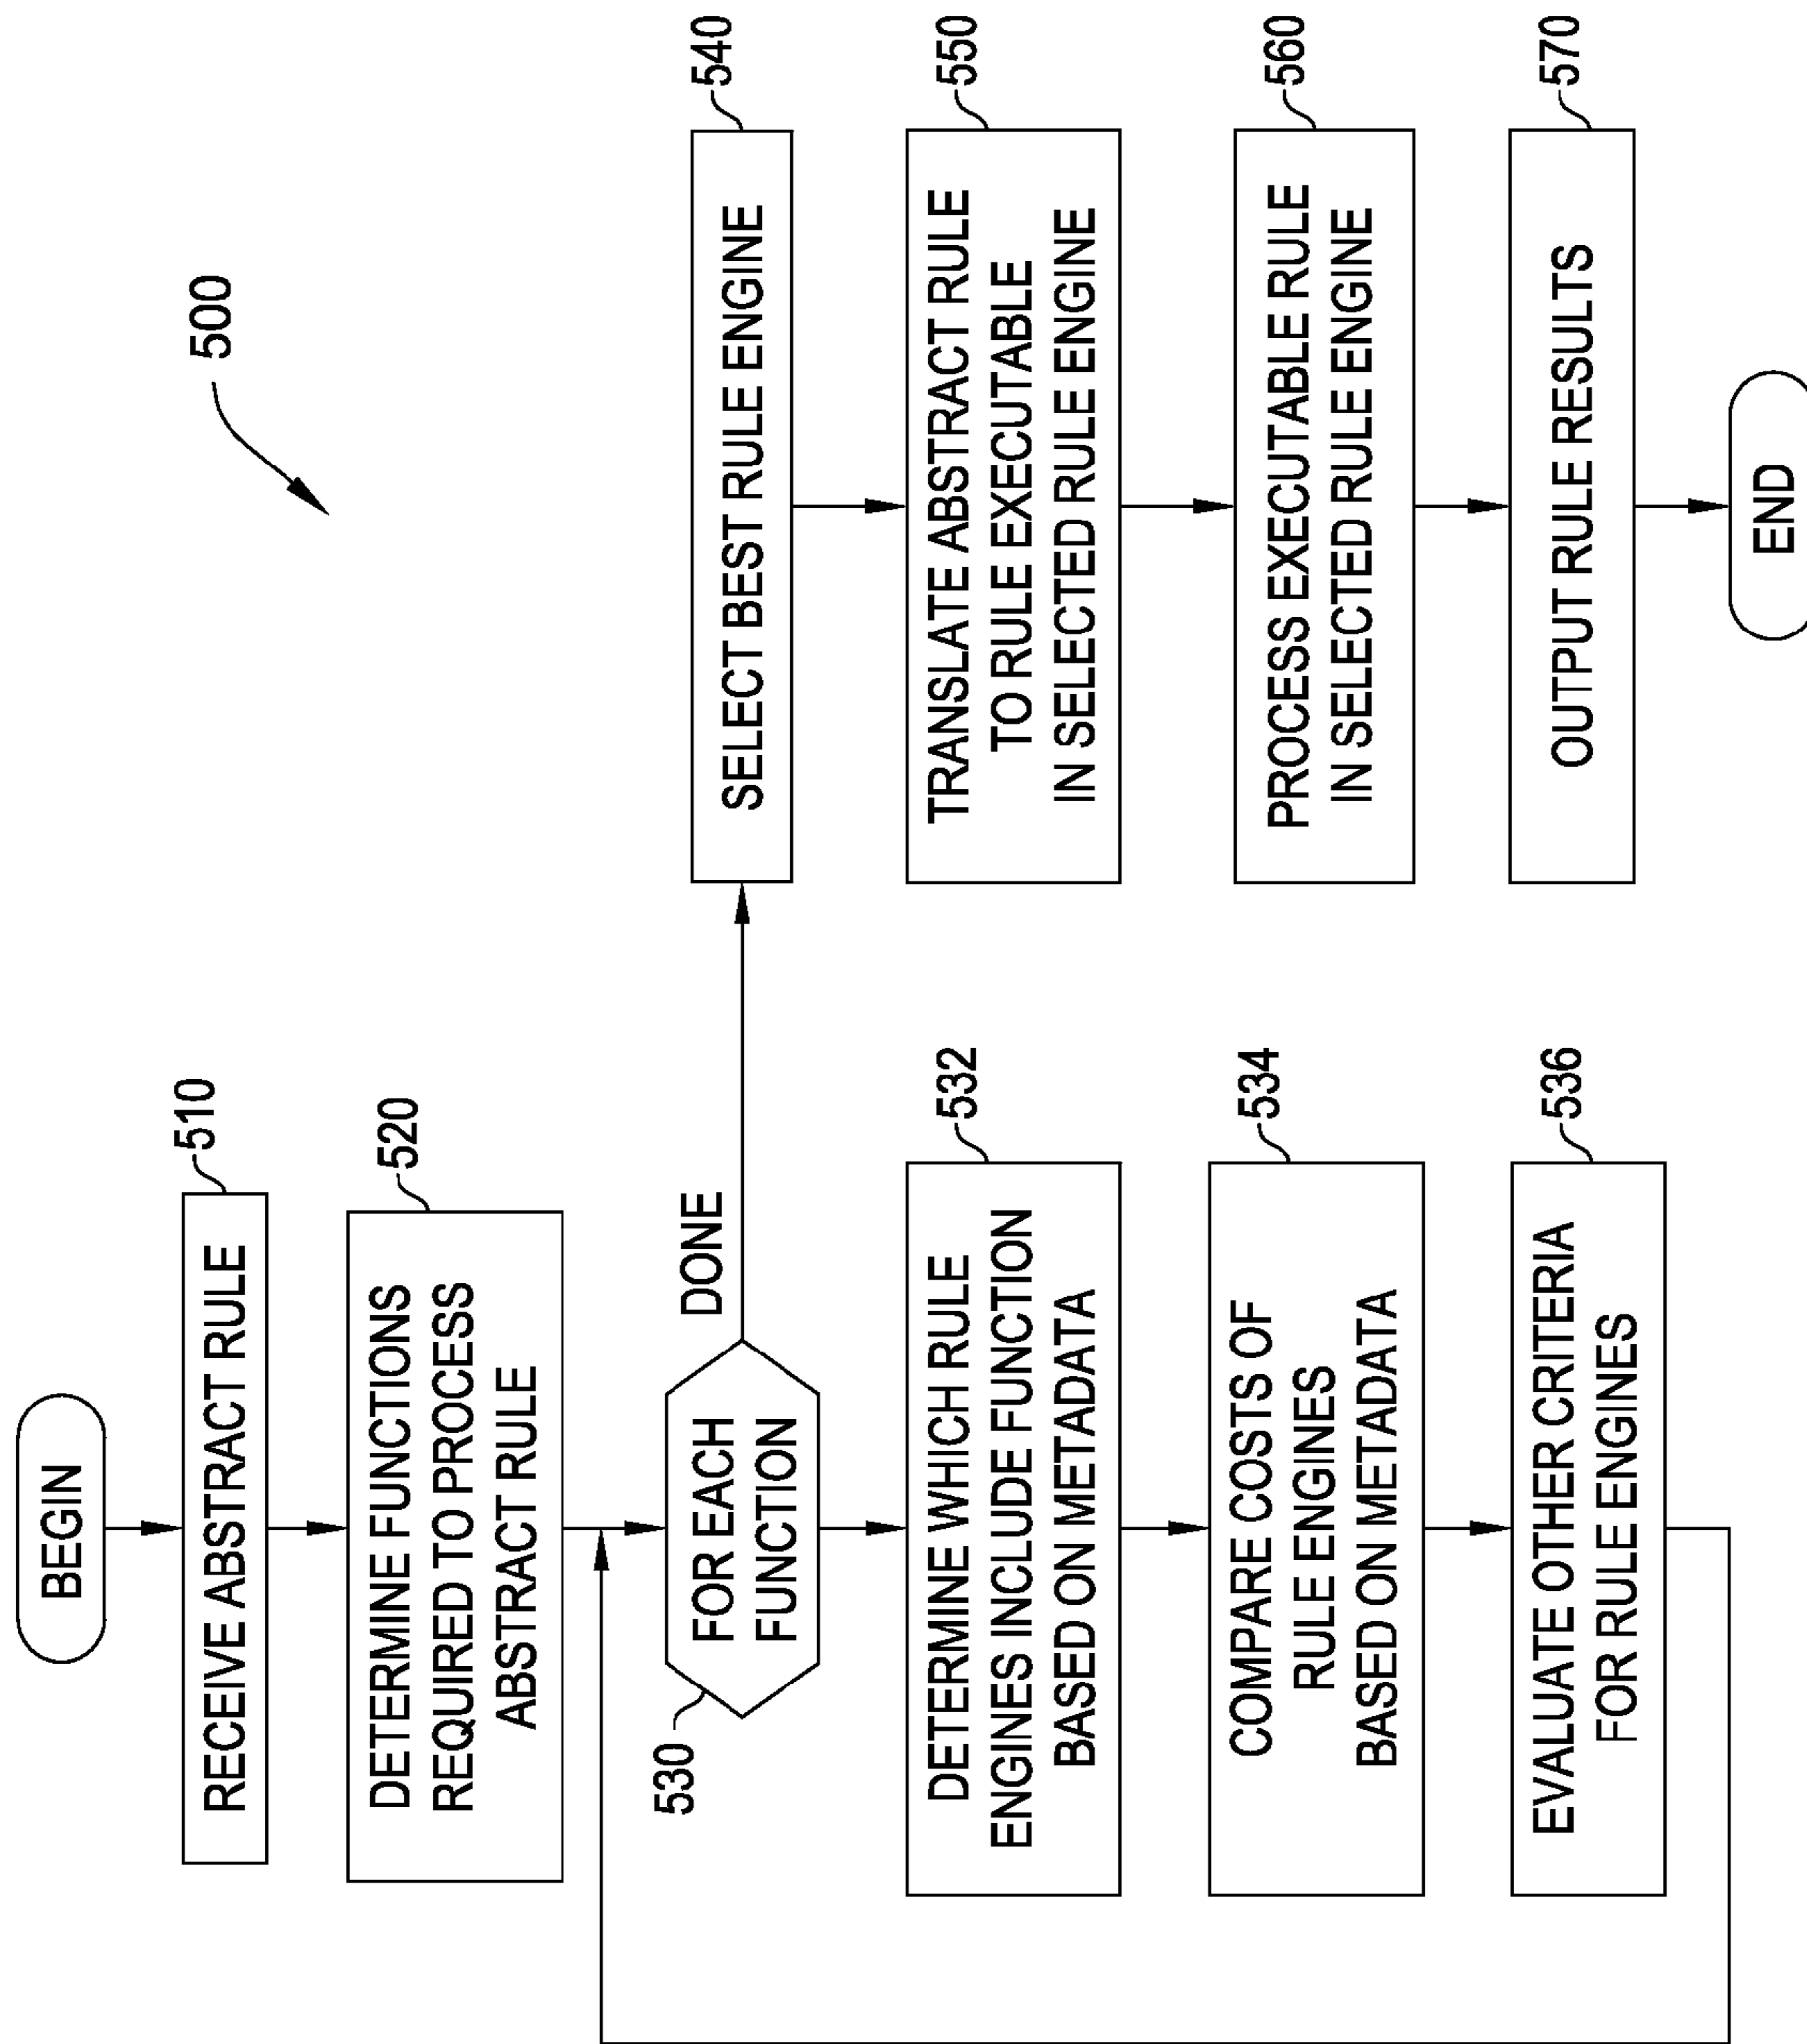 500
BEGIN
510
RECEIVE ABSTRACT RULE
520
DETERMINE FUNCTIONS
REQUIRED TO PROCESS
ABSTRACT RULE
530
FOR EACH
FUNCTION
DONE
532
DETERMINE WHICH RULE
ENGINES INCLUDE FUNCTION
BASED ON METADATA
534
COMPARE COSTS OF
RULE ENGINES
BASED ON METADATA
536
EVALUATE OTHER CRITERIA
FOR RULE ENGINES
540
SELECT BEST RULE ENGINE
550
TRANSLATE ABSTRACT RULE
TO RULE EXECUTABLE
IN SELECTED RULE ENGINE
560
PROCESS EXECUTABLE RULE
IN SELECTED RULE ENGINE
570
OUTPUT RULE RESULTS
END